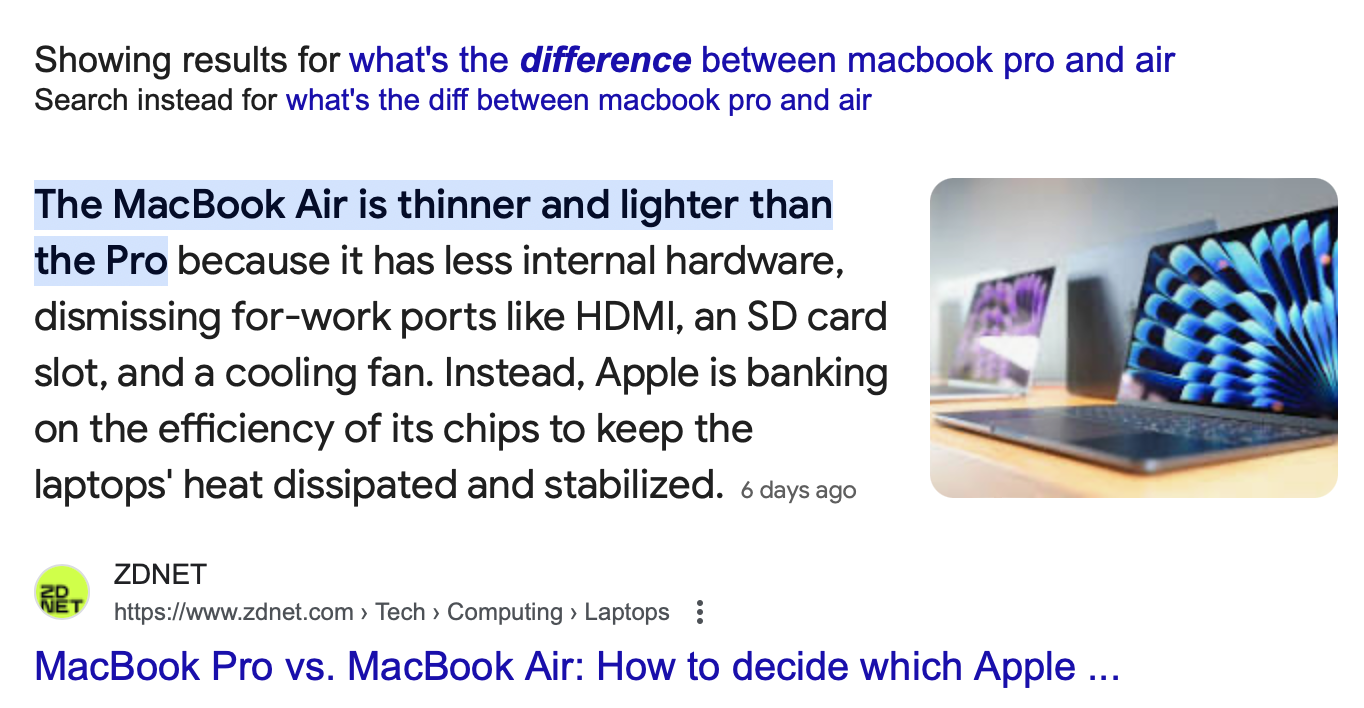 Showing results for what's the difference between macbook pro and air
Search instead for what's the diff between macbook pro and air
The MacBook Air is thinner and lighter than
the Pro because it has less internal hardware,
dismissing for-work ports like HDMI, an SD card
slot, and a cooling fan. Instead, Apple is banking
on the efficiency of its chips to keep the
laptops' heat dissipated and stabilized. 6 days ago
ZD
NET
ZDNET
https://www.zdnet.com › Tech › Computing › Laptops
MacBook Pro vs. MacBook Air: How to decide which Apple ...